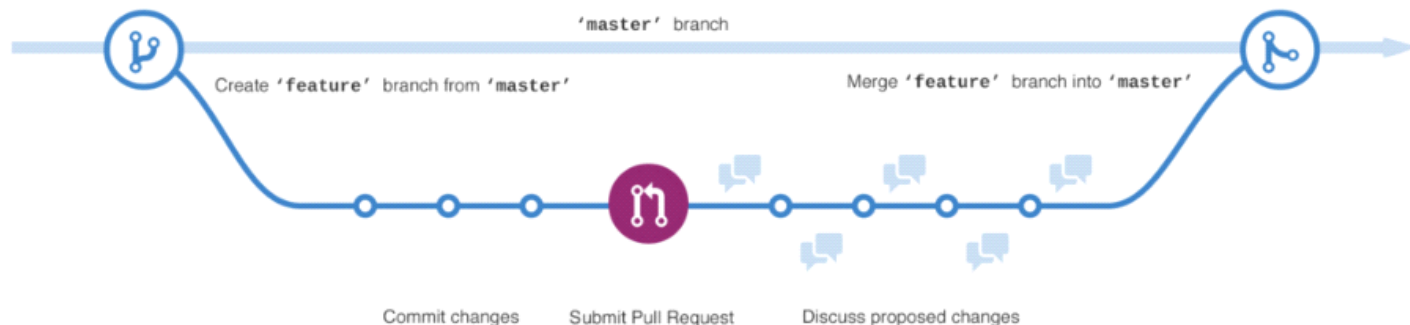 ‘master’ branch
Create ‘feature’ branch from ‘master’
Merge ‘feature’ branch into ‘master’
Commit changes
Submit Pull Request
Discuss proposed changes